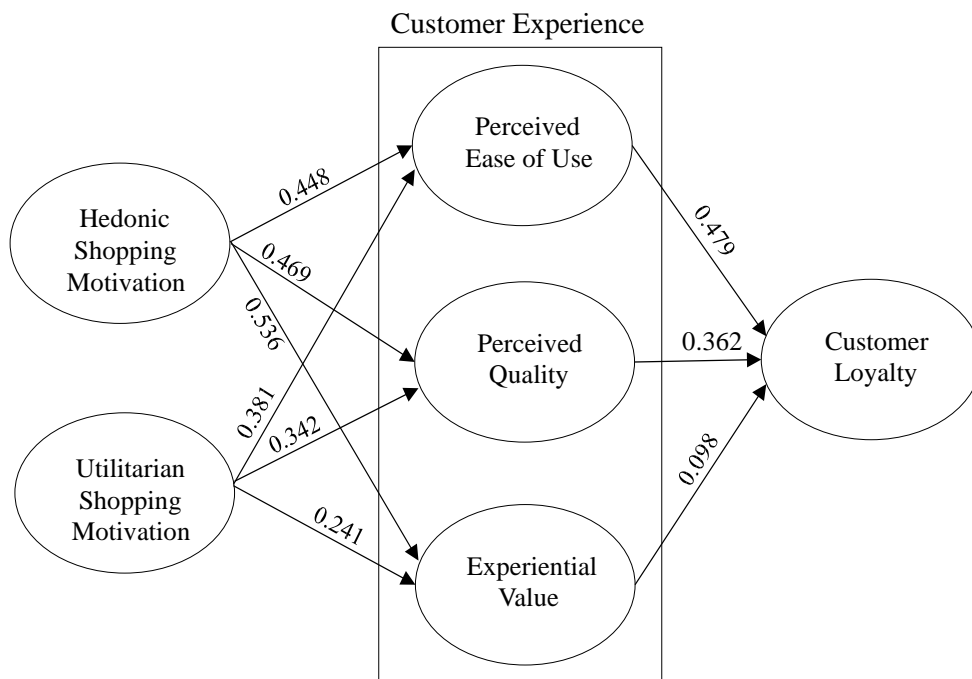 Customer Experience
Perceived
Ease of Use
Hedonic
Shopping
Motivation
0.448
0.469
0.536
0.479
Perceived
Quality
0.362
Customer
Loyalty
Utilitarian
Shopping
Motivation
0.381
0.342
0.241
0.098
Experiential
Value